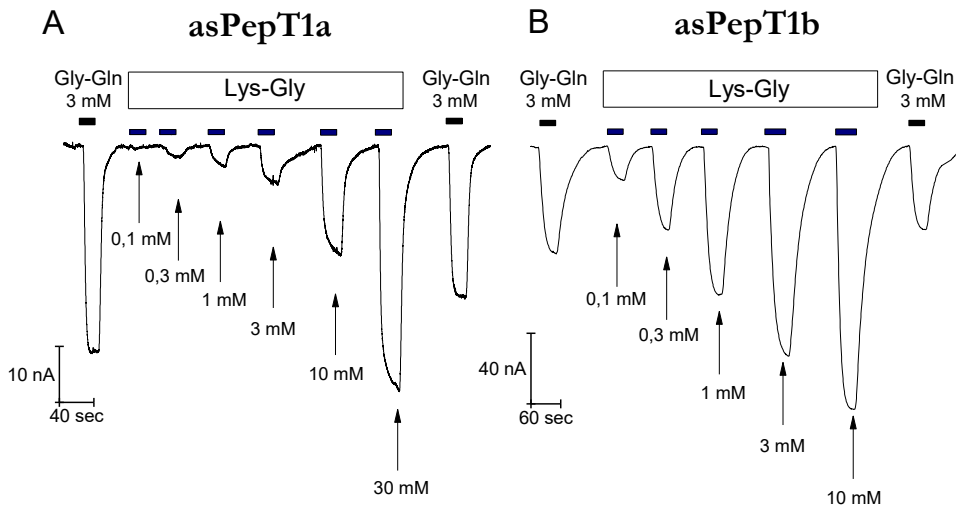 A
asPepT1a
Gly-Gln
3 mM
Lys-Gly
Gly-Gln
3 mM
0,1 mM
0,3 mM
1 mM
3 mM
10 mM
30 mM
10 nA
40 sec
B
asPepT1b
Gly-Gln
3 mM
Lys-Gly
Gly-Gln
3 mM
0,1 mM
0,3 mM
1 mM
3 mM
10 mM
40 nA
60 sec